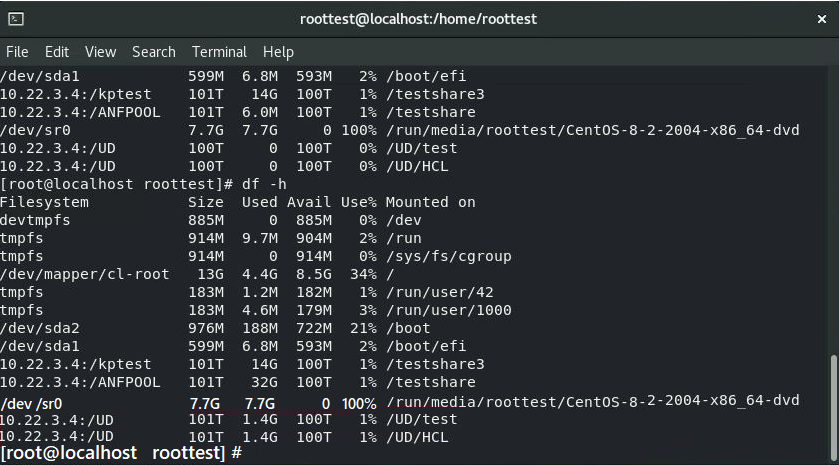 roottest@localhost:/home/roottest
File Edit View Search Terminal Help
/dev/sda1 599M 6.8M 593M 2% /boot/efi
10.22.3.4:/kptest 101T 14G 100T 1% /testshare3
10.22.3.4:/ANFPOOL 101T 6.0M 100T 1% /testshare
/dev/sr0 7.7G 7.7G 0 100% /run/media/roottest/CentOS-8-2-2004-x86_64-dvd
10.22.3.4:/UD 100T 0 100T 0% /UD/test
10.22.3.4:/UD 100T 0 100T 0% /UD/HCL
[root@localhost roottest]# df -h
Filesystem Size Used Avail Use% Mounted on
devtmpfs 885M 0 885M 0% /dev
tmpfs 914M 9.7M 904M 2% /run
tmpfs 914M 0 914M 0% /sys/fs/cgroup
/dev/mapper/cl-root 13G 4.4G 8.5G 34% /
tmpfs 183M 1.2M 182M 1% /run/user/42
tmpfs 183M 4.6M 179M 3% /run/user/1000
/dev/sda2 976M 188M 722M 21% /boot
/dev/sda1 599M 6.8M 593M 2% /boot/efi
10.22.3.4:/kptest 101T 14G 100T 1% /testshare3
10.22.3.4:/ANFPOOL 101T 32G 100T 1% /testshare
/dev /sr0 7.7G 7.7G 0 100% /run/media/roottest/CentOS-8-2-2004-x86_64-dvd
10.22.3.4:/UD 101T 1.4G 100T 1% /UD/test
10.22.3.4:/UD 101T 1.4G 100T 1% /UD/HCL
[root@localhost roottest] #